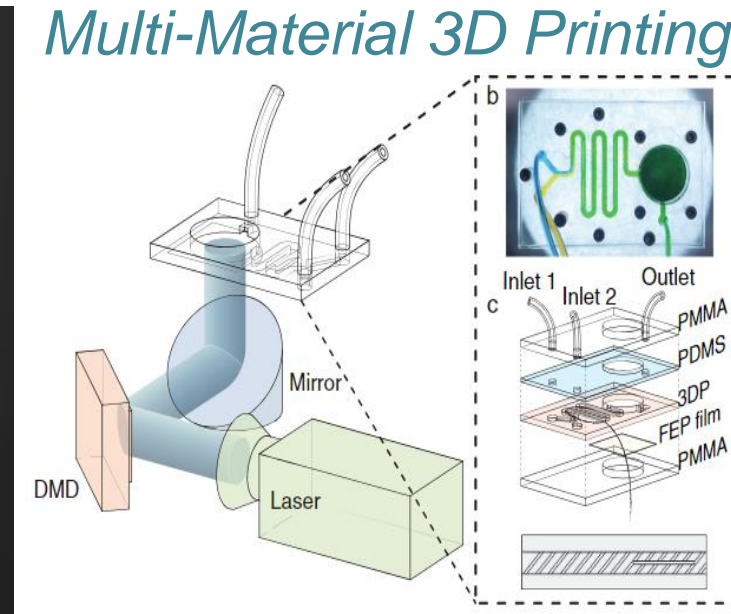 Multi-Material 3D Printing
b
Inlet 1
Inlet 2
Outlet
c
PMMA
PDMS
3DP
FEP film
PMMA
Mirror
DMD
Laser